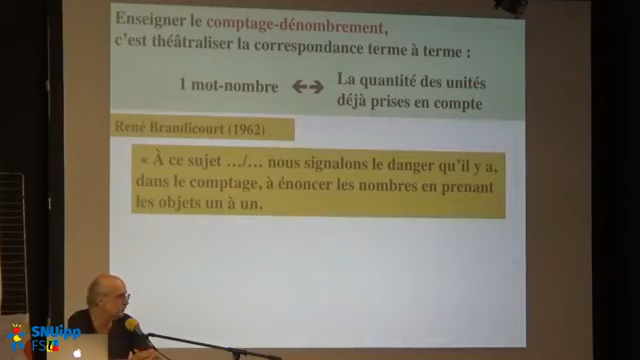 Enseigner le comptage-dénombrement,
c'est théâtraliser la correspondance terme à terme :
1 mot-nombre
La quantité des unités
déjà prises en compte
René Brandicourt (1962)
« À ce sujet …/… nous signalons le danger qu'il y a,
dans le comptage, à énoncer les nombres en prenant
les objets un à un.
SNUipp
FSU